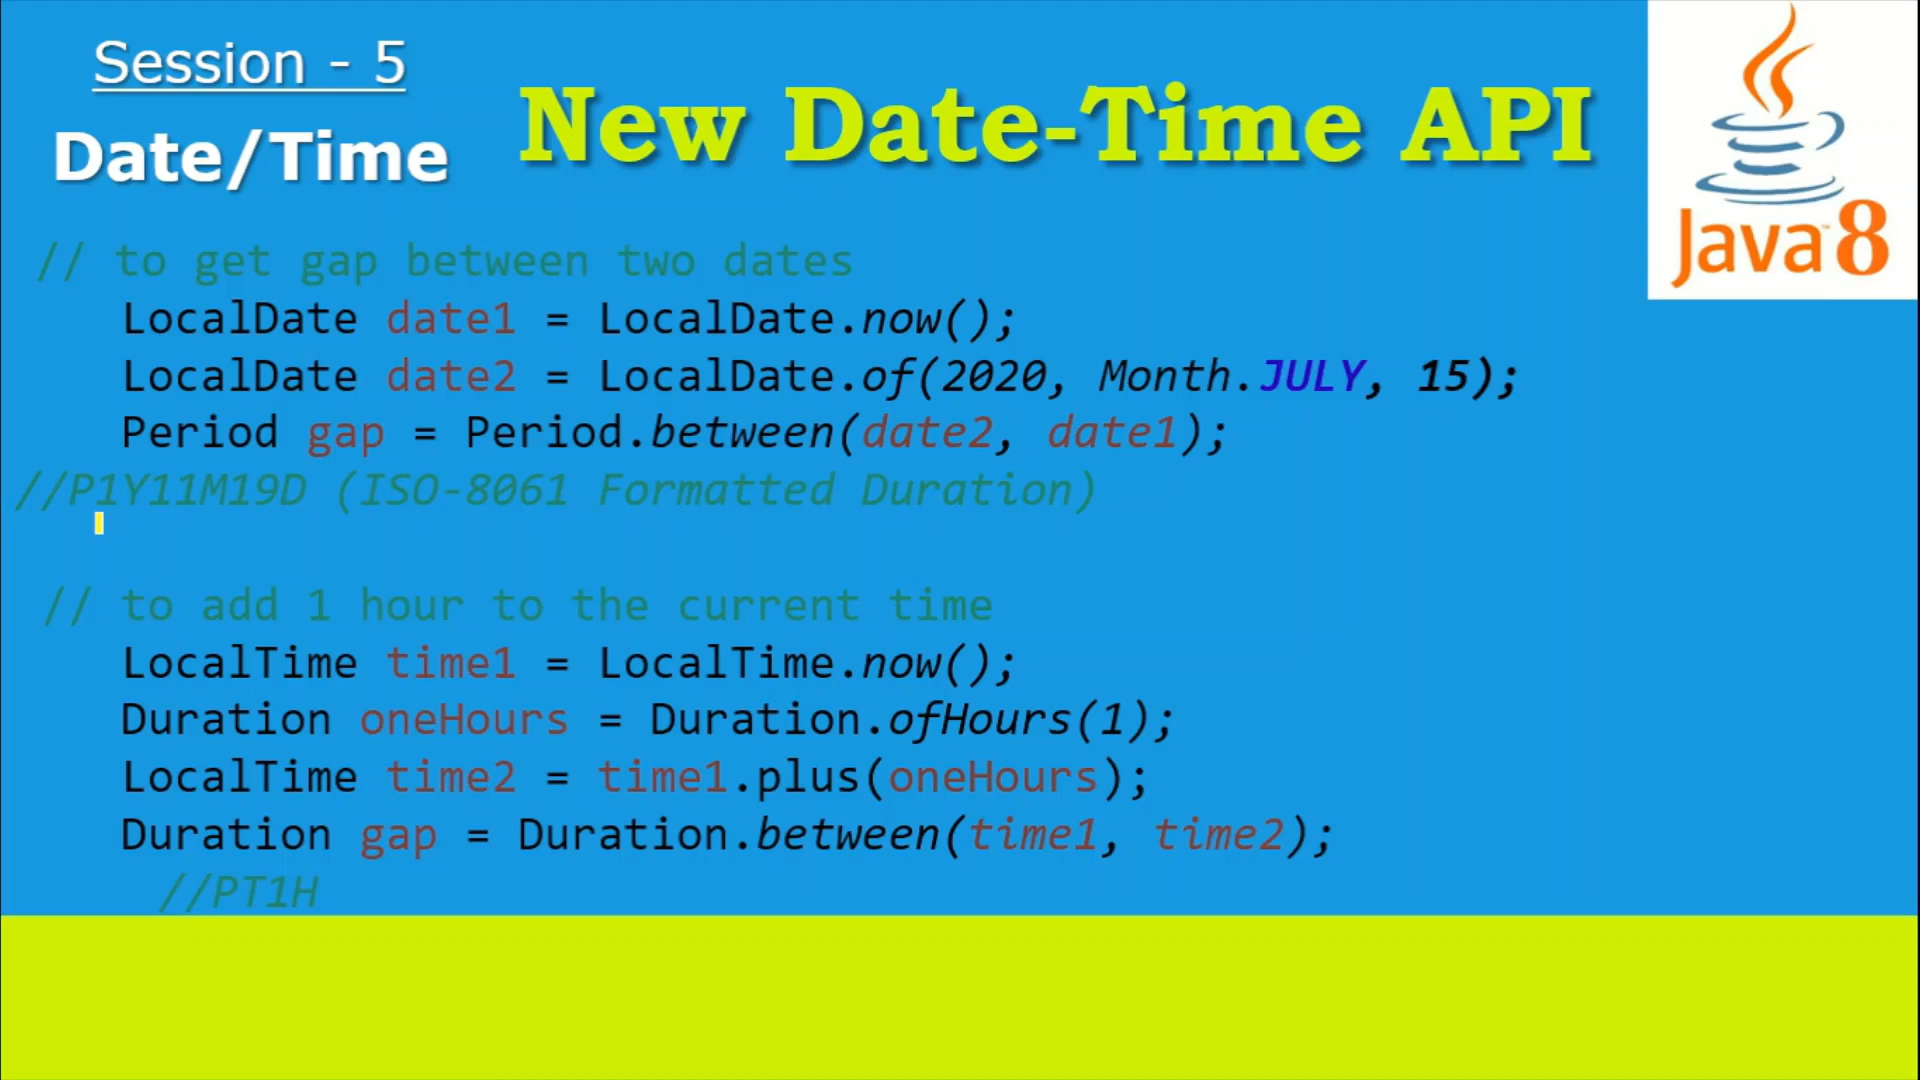 Session - 5
Date/Time
New Date-Time API
Java™ 8
// to get gap between two dates
LocalDate date1 = LocalDate.now();
LocalDate date2 = LocalDate.of(2020, Month.JULY, 15);
Period gap = Period.between(date2, date1);
//P1Y11M19D (ISO-8061 Formatted Duration)
// to add 1 hour to the current time
LocalTime time1 = LocalTime.now();
Duration oneHours = Duration.ofHours(1);
LocalTime time2 = time1.plus(oneHours);
Duration gap = Duration.between(time1, time2);
//PT1H